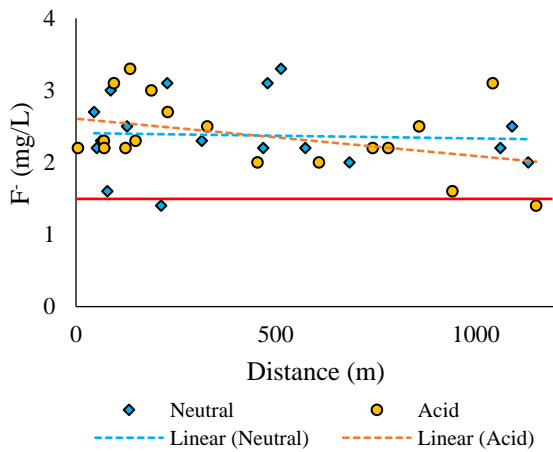 4
3
2
1
0
F- (mg/L)
0 500 1000
Distance (m)
Neutral Acid
Linear (Neutral) Linear (Acid)